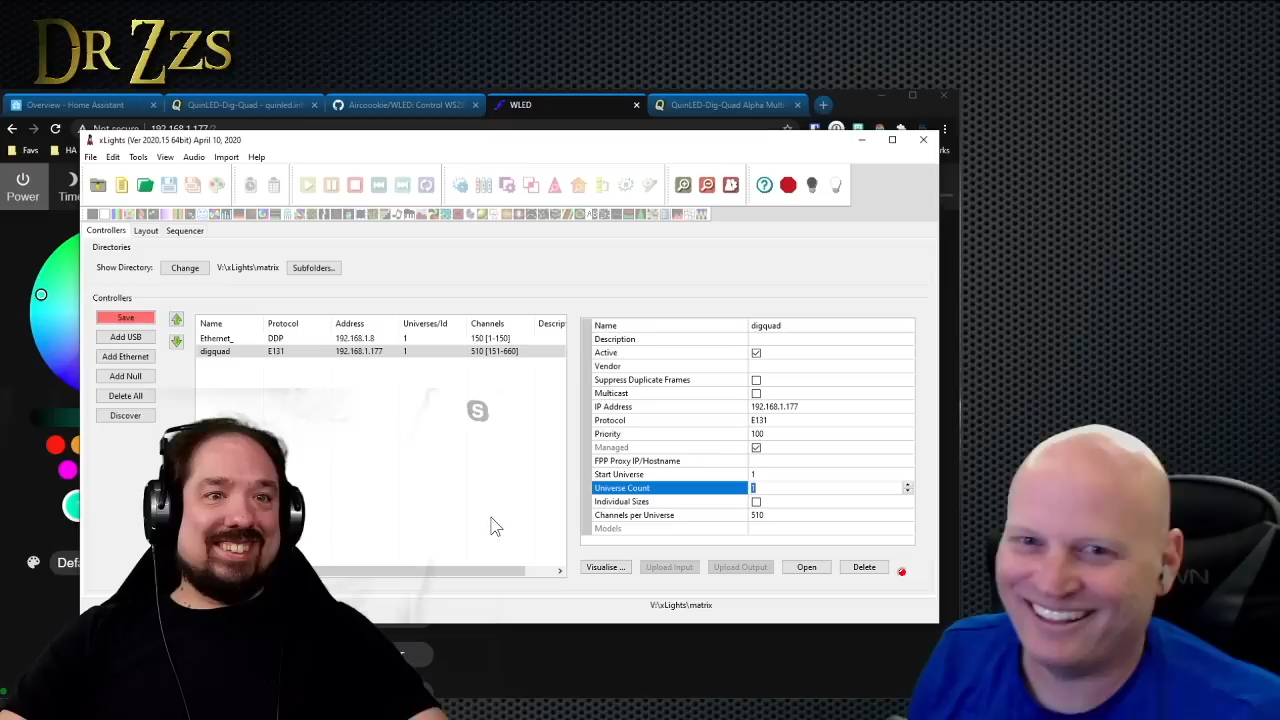 DR ZZS
Overview - Home Assistant
QuinLED-Dig-Quad - quinled.inf
Aircoookie/WLED: Control WS28
WLED
QuinLED-Dig-Quad Alpha Mult
Not secure 192.168.1.177/?
Favs
HA
xLights (Ver 2020.15 64bit) April 10, 2020
File Edit Tools View Audio Import Help
Power
Controllers Layout Sequencer
Directories
Show Directory: Change V:\xLights\matrix Subfolders..
Controllers
Save
Add USB
Add Ethernet
Add Null
Delete All
Discover
Name Protocol Address Universes/Id Channels Descrip
Ethernet_ DDP 192.168.1.8 1 150 [1-150]
digquad E131 192.168.1.177 1 510 [151-660]
Name digquad
Description
Active
Vendor
Suppress Duplicate Frames
Multicast
IP Address 192.168.1.177
Protocol E131
Priority 100
Managed
FPP Proxy IP/Hostname
Start Universe 1
Universe Count 1
Individual Sizes
Channels per Universe 510
Models
Visualise ... Upload Input Upload Output Open Delete
V:\xLights\matrix